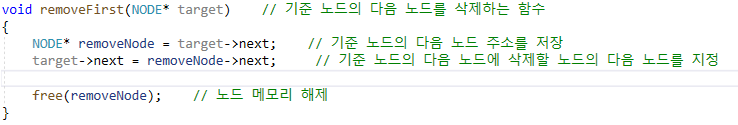 void removeFirst(NODE* target)    // 기준 노드의 다음 노드를 삭제하는 함수
{
    NODE* removeNode = target->next;    // 기준 노드의 다음 노드 주소를 저장
    target->next = removeNode->next;     // 기준 노드의 다음 노드에 삭제할 노드의 다음 노드를 지정
    free(removeNode);    // 노드 메모리 해제
}